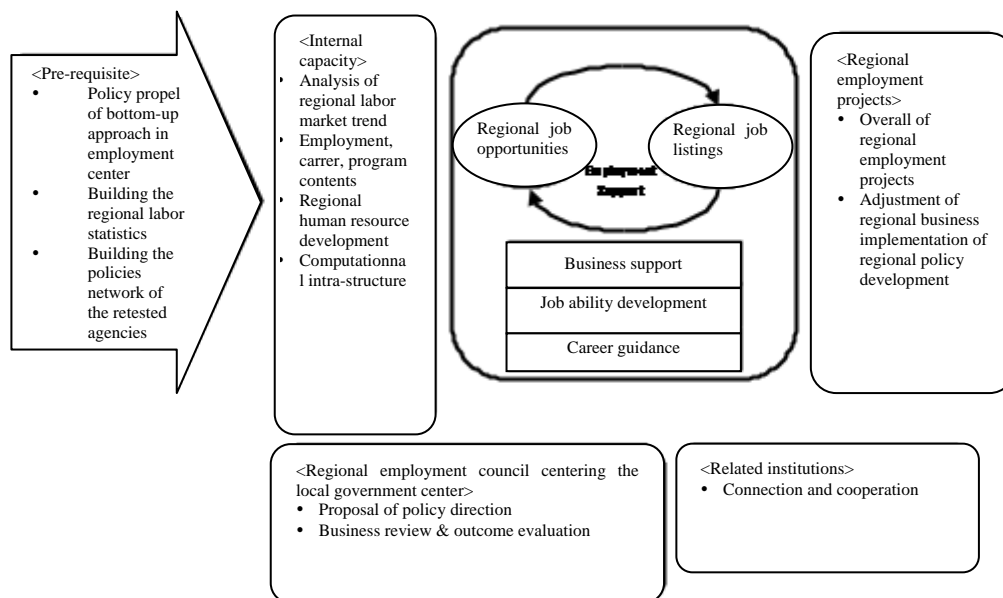 <Pre-requisite>
• Policy propel
of bottom-up
approach in
employment
center
• Building the
regional labor
statistics
• Building the
policies
network of
the retested
agencies
<Internal
capacity>
• Analysis of
regional labor
market trend
• Employment,
carrer, program
contents
• Regional
human resource
development
• Computationna
l intra-structure
Regional job
opportunities
Regional job
listings
Employment
Support
Business support
Job ability development
Career guidance
<Regional
employment
projects>
• Overall of
regional
employment
projects
• Adjustment of
regional business
implementation of
regional policy
development
<Regional employment council centering the
local government center>
• Proposal of policy direction
• Business review & outcome evaluation
<Related institutions>
• Connection and cooperation